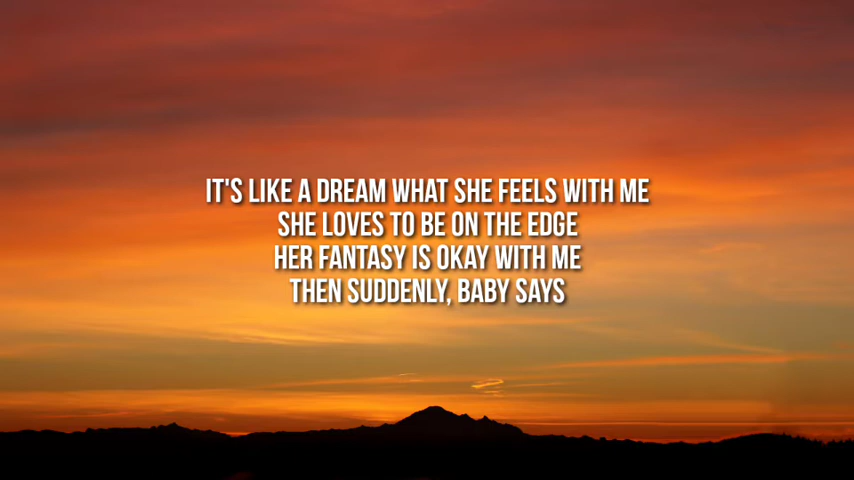 IT'S LIKE A DREAM WHAT SHE FEELS WITH ME
SHE LOVES TO BE ON THE EDGE
HER FANTASY IS OKAY WITH ME
THEN SUDDENLY, BABY SAYS